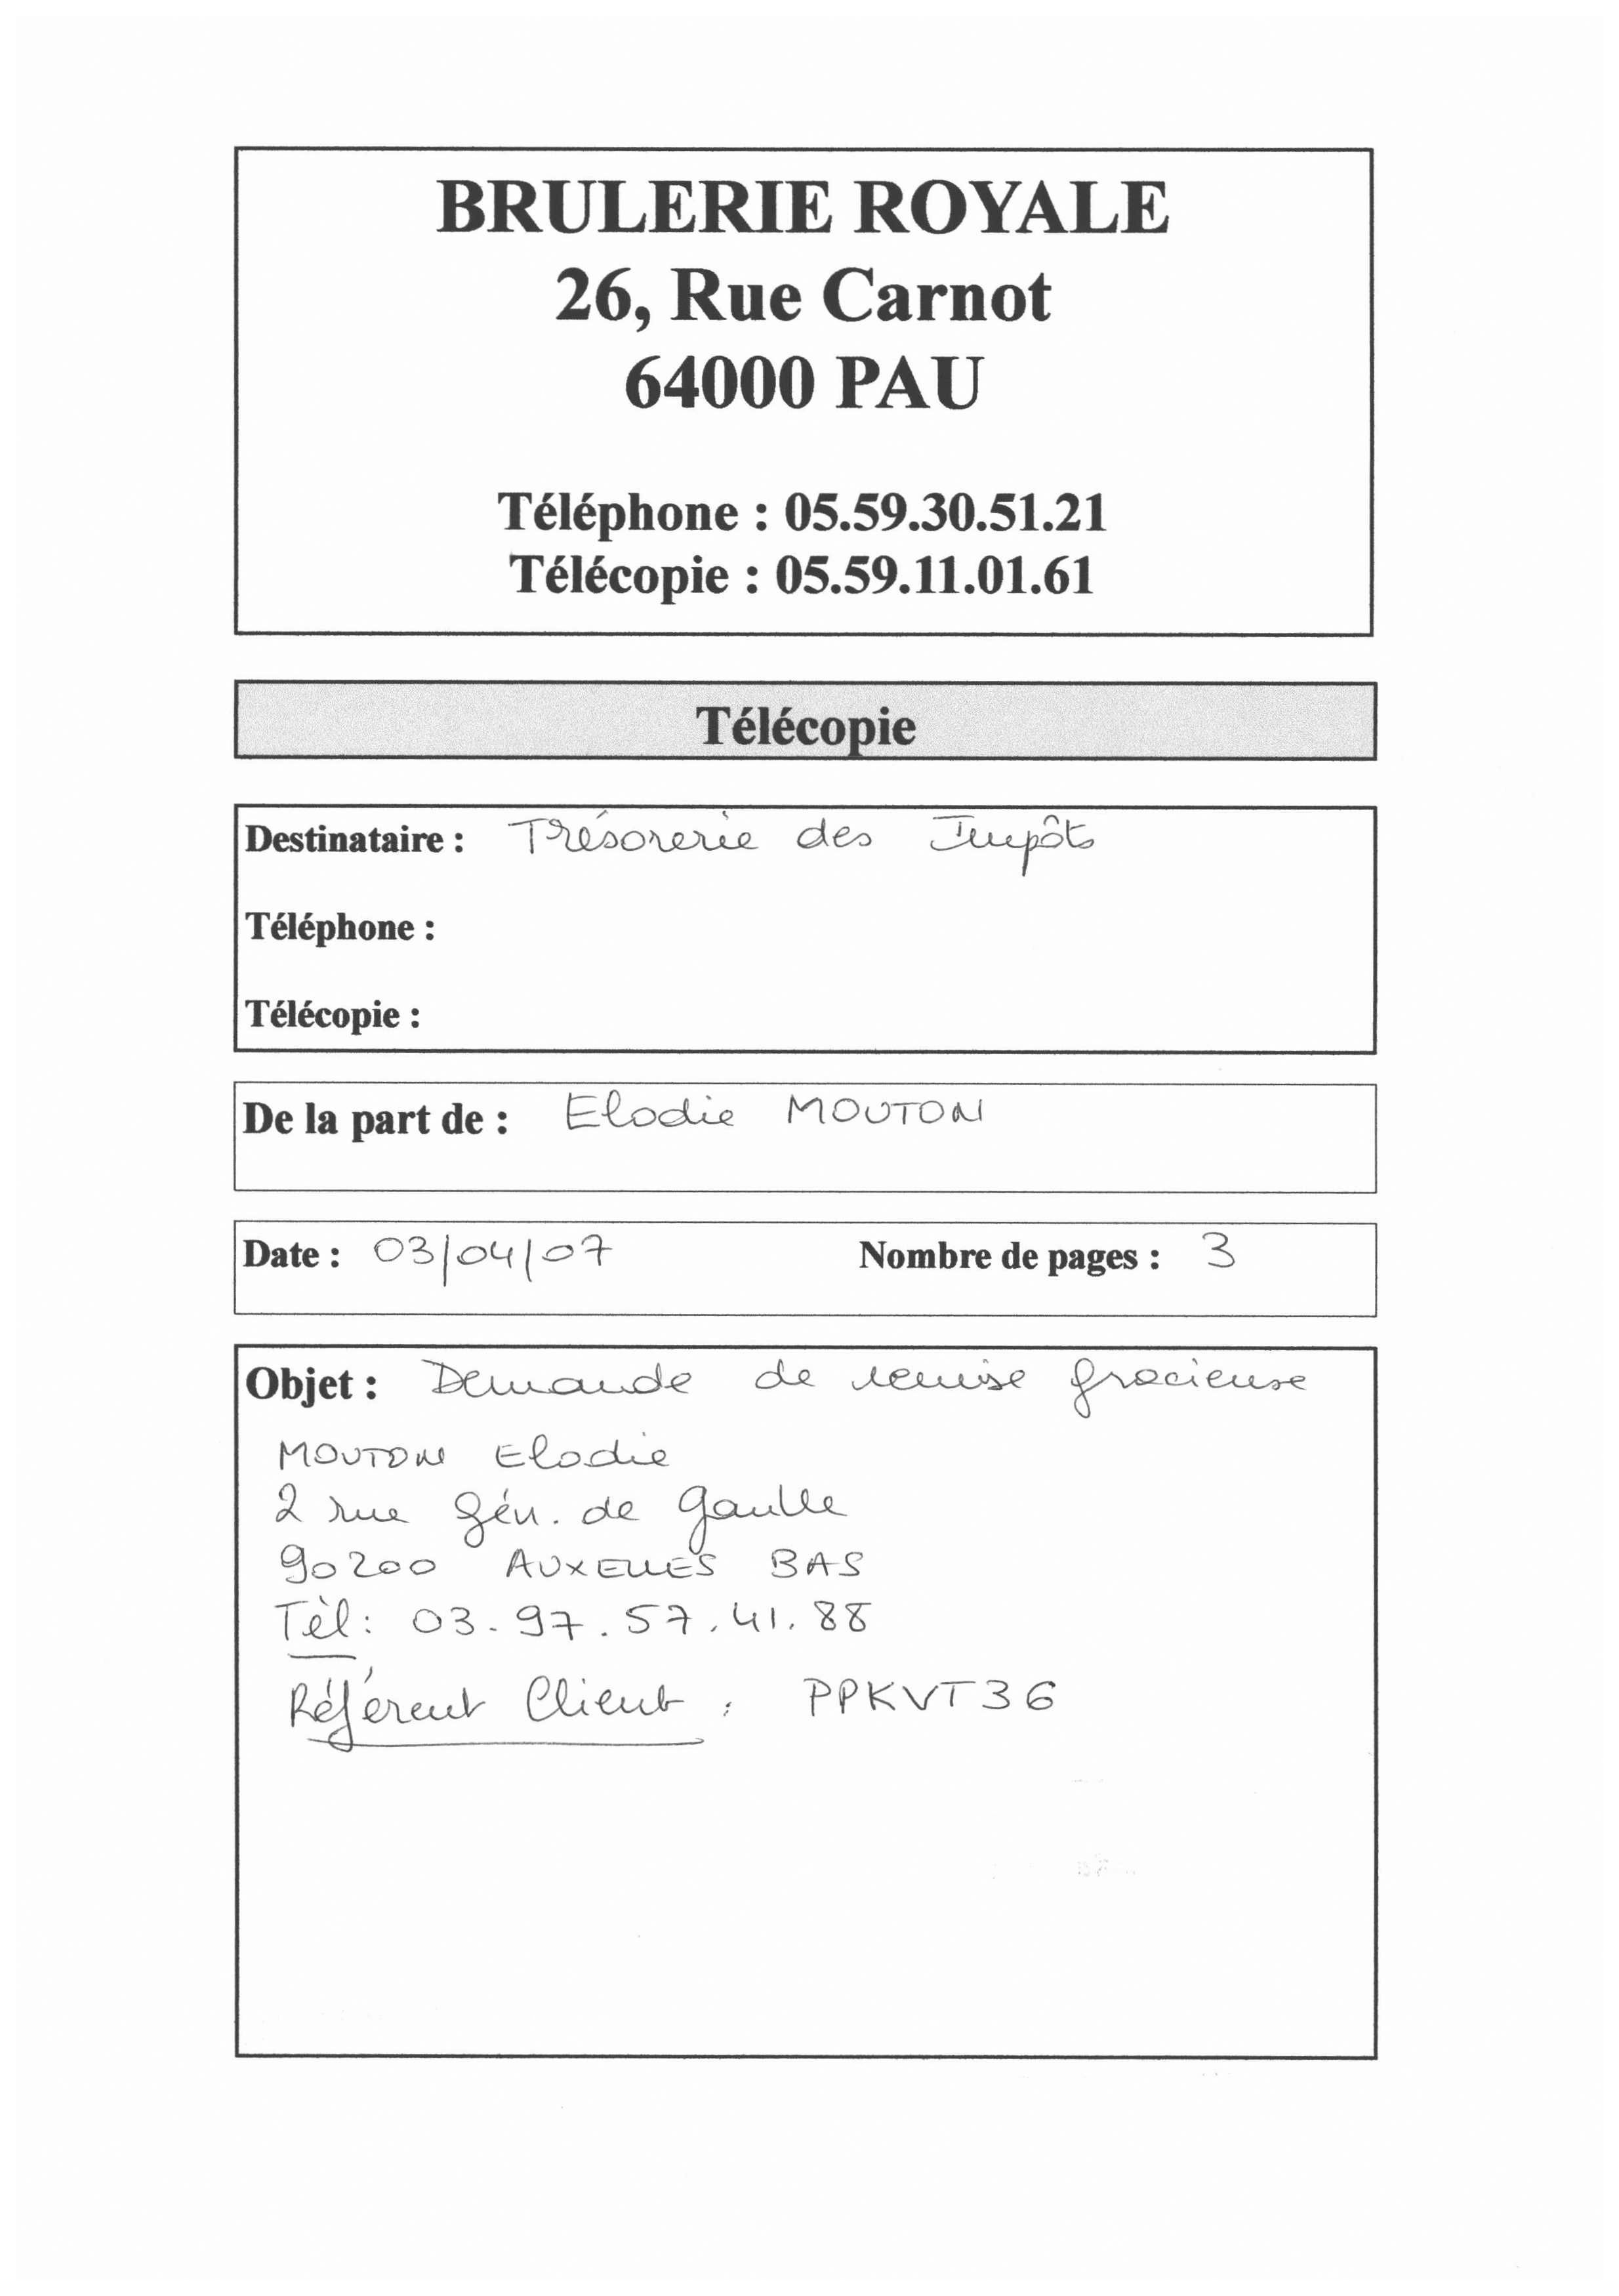 BRULERIE ROYALE
26, Rue Carnot
64000 PAU
Téléphone : 05.59.30.51.21
Télécopie : 05.59.11.01.61
Télécopie
Destinataire : Trésorerie des Impôts
Téléphone :
Télécopie :
De la part de : Elodie MOUTON
Date : 03/04/07 Nombre de pages : 3
Objet : Demande de remise gracieuse
MOUTON Elodie
2 rue Gén. de Gaulle
90200 AUXELLES BAS
Tèl : 03.97.57.41.88
Référent Client : PPKVT36